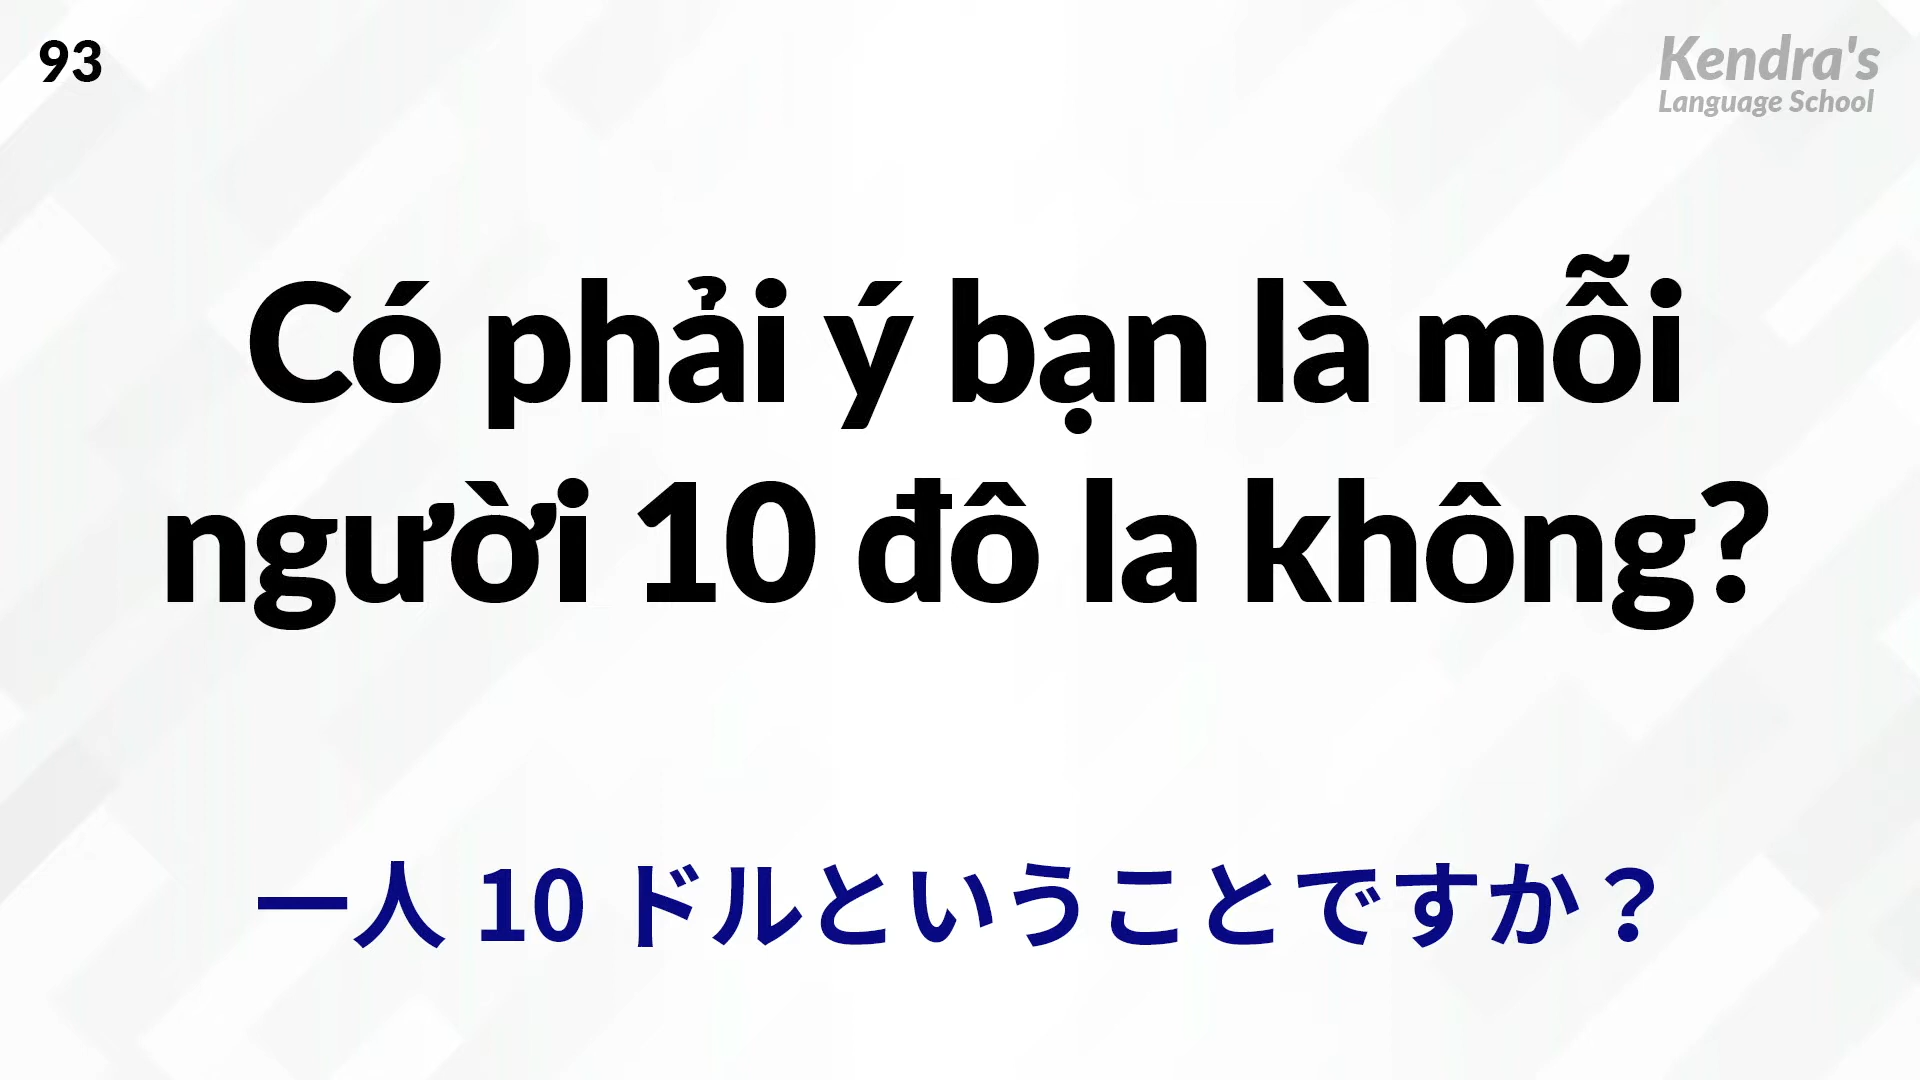 93
Kendra's
Language School
Có phải ý bạn là mỗi
người 10 đô la không?
一人 10 ドルということですか？